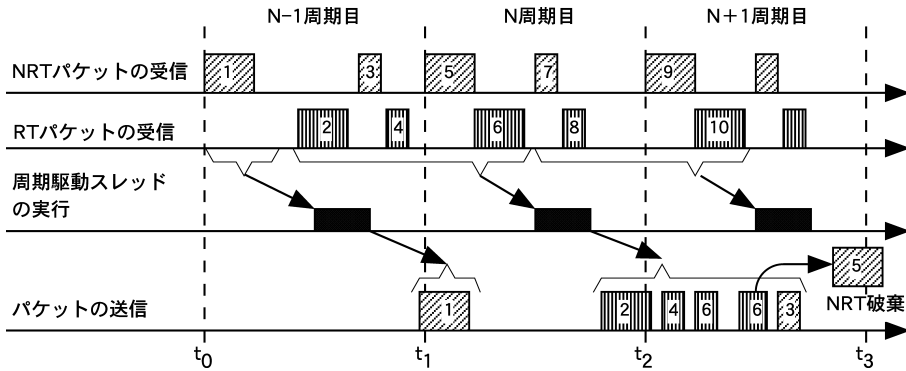 N-1周期目 N周期目 N+1周期目
NRTパケットの受信 1 3 5 7 9
RTパケットの受信 2 4 6 8 10
周期駆動スレッド
の実行
5
NRT破棄
パケットの送信 1 2 4 6 6 3
t0 t1 t2 t3